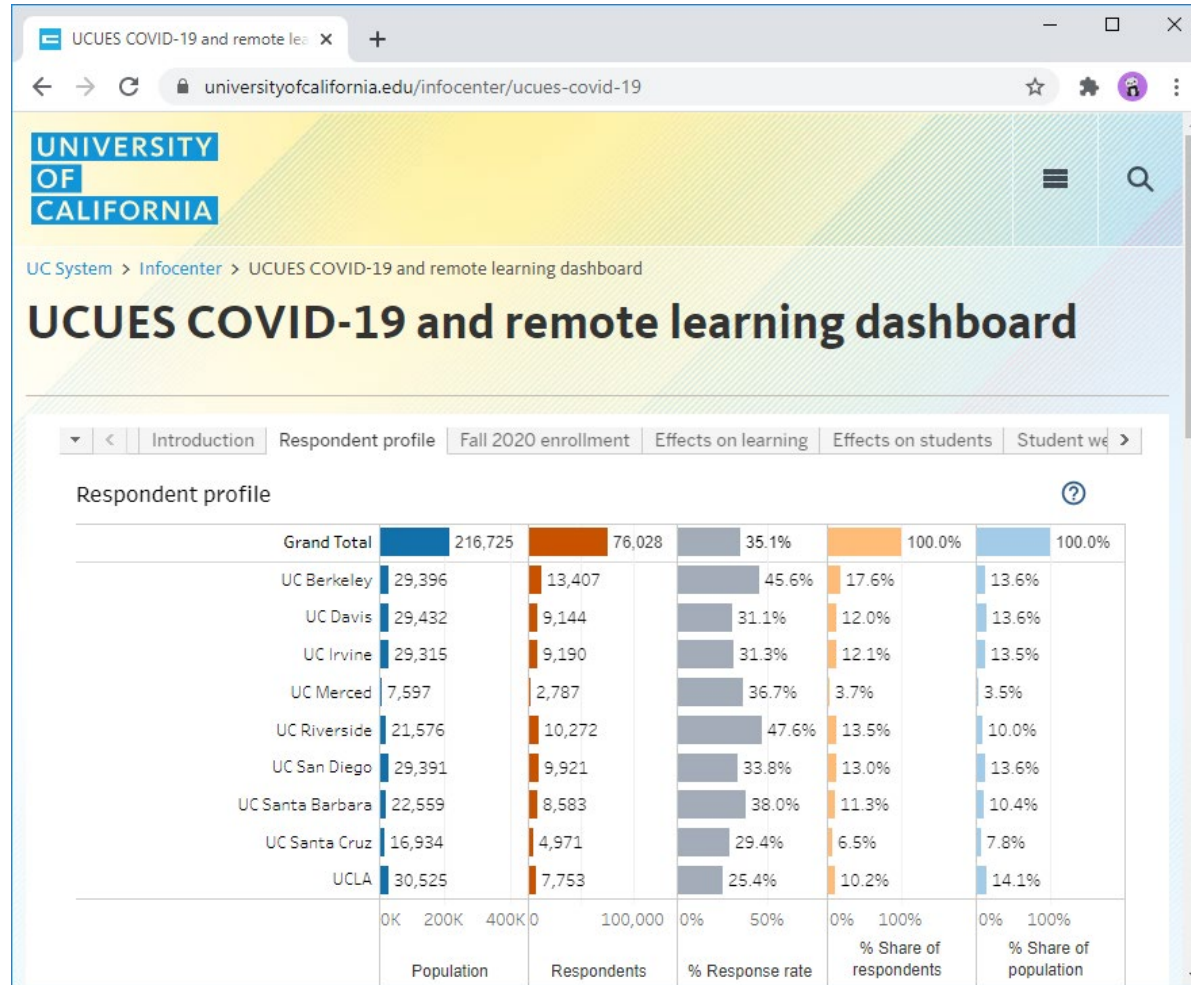 UCUES COVID-19 and remote lea
universityofcalifornia.edu/infocenter/ucues-covid-19
UNIVERSITY
OF
CALIFORNIA
UC System > Infocenter > UCUES COVID-19 and remote learning dashboard
UCUES COVID-19 and remote learning dashboard
Introduction Respondent profile Fall 2020 enrollment Effects on learning Effects on students Student we
Respondent profile
Grand Total 216,725 76,028 35.1% 100.0% 100.0%
UC Berkeley 29,396 13,407 45.6% 17.6% 13.6%
UC Davis 29,432 9,144 31.1% 12.0% 13.6%
UC Irvine 29,315 9,190 31.3% 12.1% 13.5%
UC Merced 7,597 2,787 36.7% 3.7% 3.5%
UC Riverside 21,576 10,272 47.6% 13.5% 10.0%
UC San Diego 29,391 9,921 33.8% 13.0% 13.6%
UC Santa Barbara 22,559 8,583 38.0% 11.3% 10.4%
UC Santa Cruz 16,934 4,971 29.4% 6.5% 7.8%
UCLA 30,525 7,753 25.4% 10.2% 14.1%
0K 200K 400K 0 100,000 0% 50% 0% 100% 0% 100%
Population Respondents % Response rate % Share of respondents % Share of population